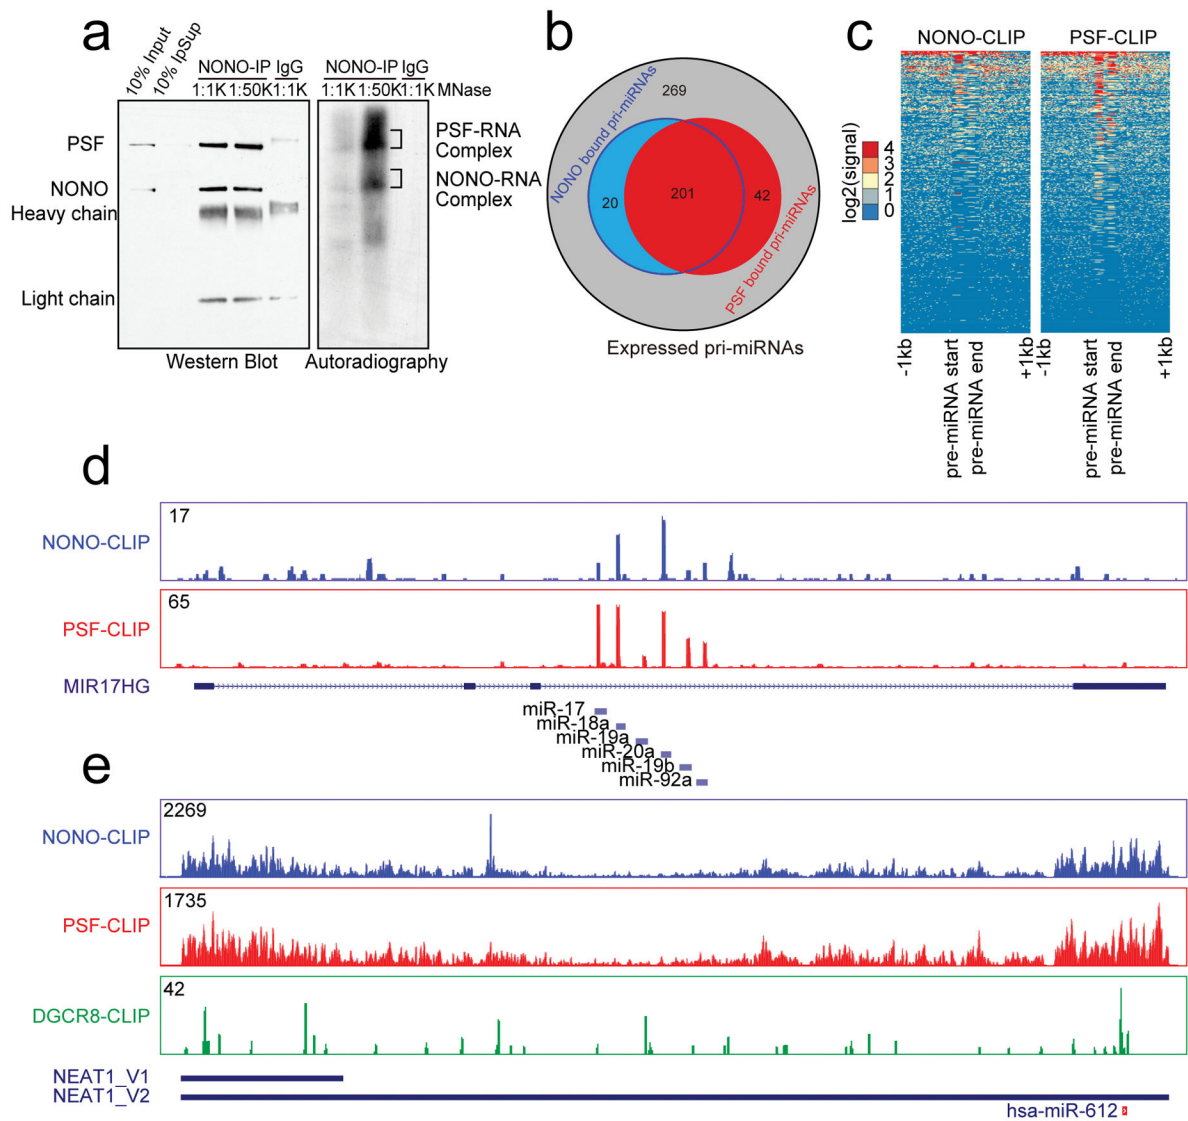 a
10% Input
10% IpSup
NONO-IP IgG
1:1K 1:50K 1:1K
NONO-IP IgG
1:1K 1:50K 1:1K MNase
PSF
NONO
Heavy chain
Light chain
PSF-RNA
Complex
NONO-RNA
Complex
Western Blot
Autoradiography
b
NONO bound pri-miRNAs
269
20
201
42
PSF bound pri-miRNAs
Expressed pri-miRNAs
c
NONO-CLIP
PSF-CLIP
log2(signal)
4
3
2
1
0
-1kb
pre-miRNA start
pre-miRNA end
+1kb
-1kb
pre-miRNA start
pre-miRNA end
+1kb
d
NONO-CLIP
17
PSF-CLIP
65
MIR17HG
miR-17
miR-18a
miR-19a
miR-20a
miR-19b
miR-92a
e
NONO-CLIP
2269
PSF-CLIP
1735
DGCR8-CLIP
42
NEAT1_V1
NEAT1_V2
hsa-miR-612